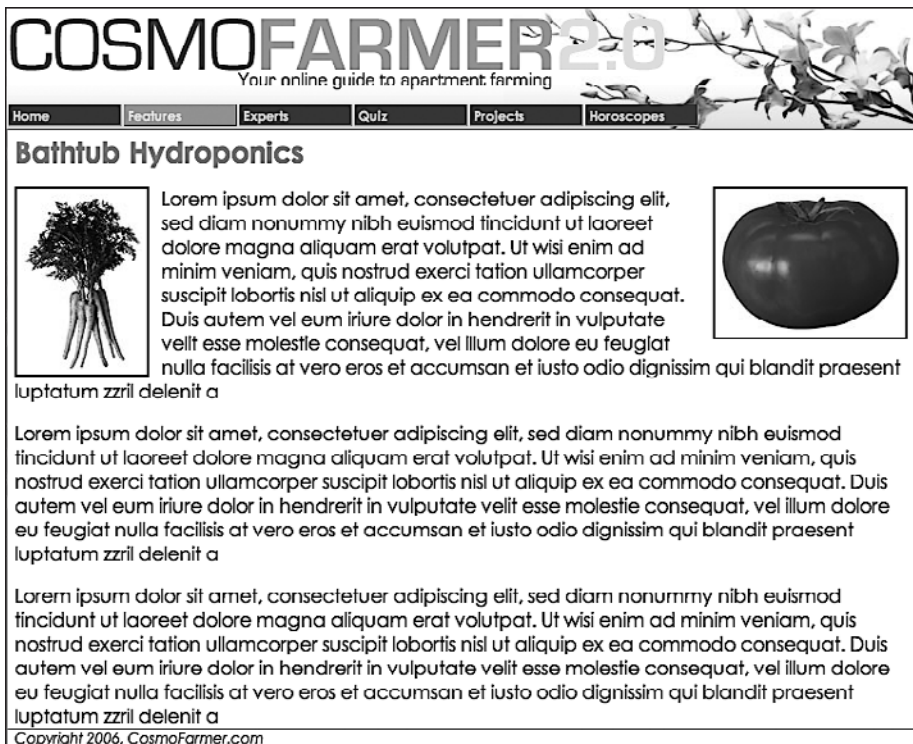 COSMOFARMER2.0
Your online guide to apartment farming
Home Features Experts Quiz Projects Horoscopes
Bathtub Hydroponics
Lorem ipsum dolor sit amet, consectetuer adipiscing elit,
sed diam nonummy nibh euismod tincidunt ut laoreet
dolore magna aliquam erat volutpat. Ut wisi enim ad
minim veniam, quis nostrud exerci tation ullamcorper
suscipit lobortis nisl ut aliquip ex ea commodo consequat.
Duis autem vel eum iriure dolor in hendrerit in vulputate
velit esse molestie consequat, vel illum dolore eu feugiat
nulla facilisis at vero eros et accumsan et iusto odio dignissim qui blandit praesent
luptatum zzril delenit a
Lorem ipsum dolor sit amet, consectetuer adipiscing elit, sed diam nonummy nibh euismod
tincidunt ut laoreet dolore magna aliquam erat volutpat. Ut wisi enim ad minim veniam, quis
nostrud exerci tation ullamcorper suscipit lobortis nisl ut aliquip ex ea commodo consequat. Duis
autem vel eum iriure dolor in hendrerit in vulputate velit esse molestie consequat, vel illum dolore
eu feugiat nulla facilisis at vero eros et accumsan et iusto odio dignissim qui blandit praesent
luptatum zzril delenit a
Lorem ipsum dolor sit amet, consectetuer adipiscing elit, sed diam nonummy nibh euismod
tincidunt ut laoreet dolore magna aliquam erat volutpat. Ut wisi enim ad minim veniam, quis
nostrud exerci tation ullamcorper suscipit lobortis nisl ut aliquip ex ea commodo consequat. Duis
autem vel eum iriure dolor in hendrerit in vulputate velit esse molestie consequat, vel illum dolore
eu feugiat nulla facilisis at vero eros et accumsan et iusto odio dignissim qui blandit praesent
luptatum zzril delenit a
Copyright 2006, CosmoFarmer.com